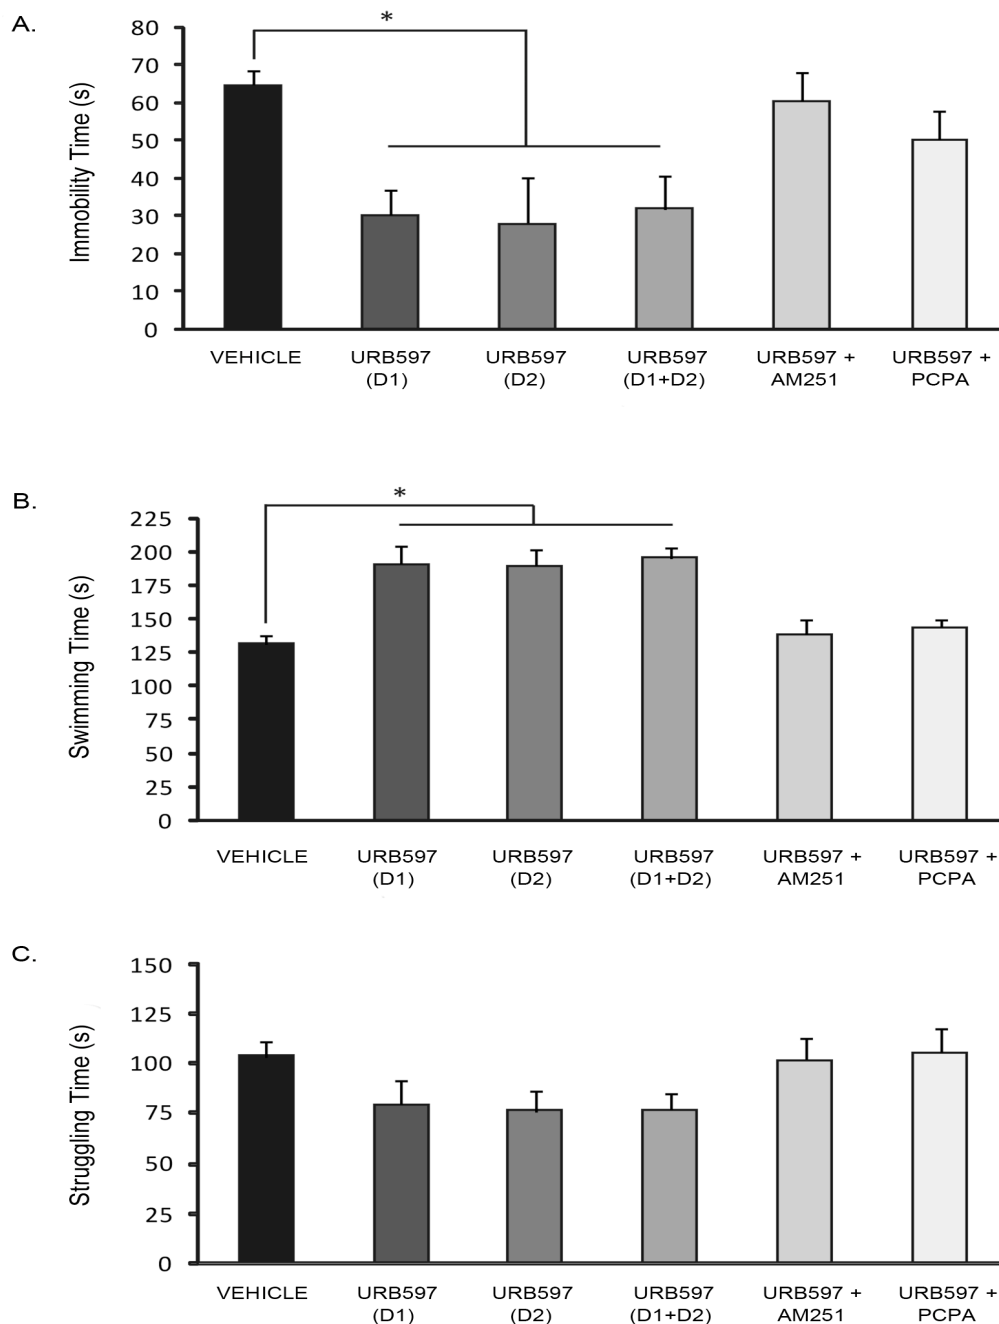 A.
*
Immobility Time (s)
80
70
60
50
40
30
20
10
0
VEHICLE
URB597
(D1)
URB597
(D2)
URB597
(D1+D2)
URB597 +
AM251
URB597 +
PCPA
B.
*
Swimming Time (s)
225
200
175
150
125
100
75
50
25
0
VEHICLE
URB597
(D1)
URB597
(D2)
URB597
(D1+D2)
URB597 +
AM251
URB597 +
PCPA
C.
Struggling Time (s)
150
125
100
75
50
25
0
VEHICLE
URB597
(D1)
URB597
(D2)
URB597
(D1+D2)
URB597 +
AM251
URB597 +
PCPA